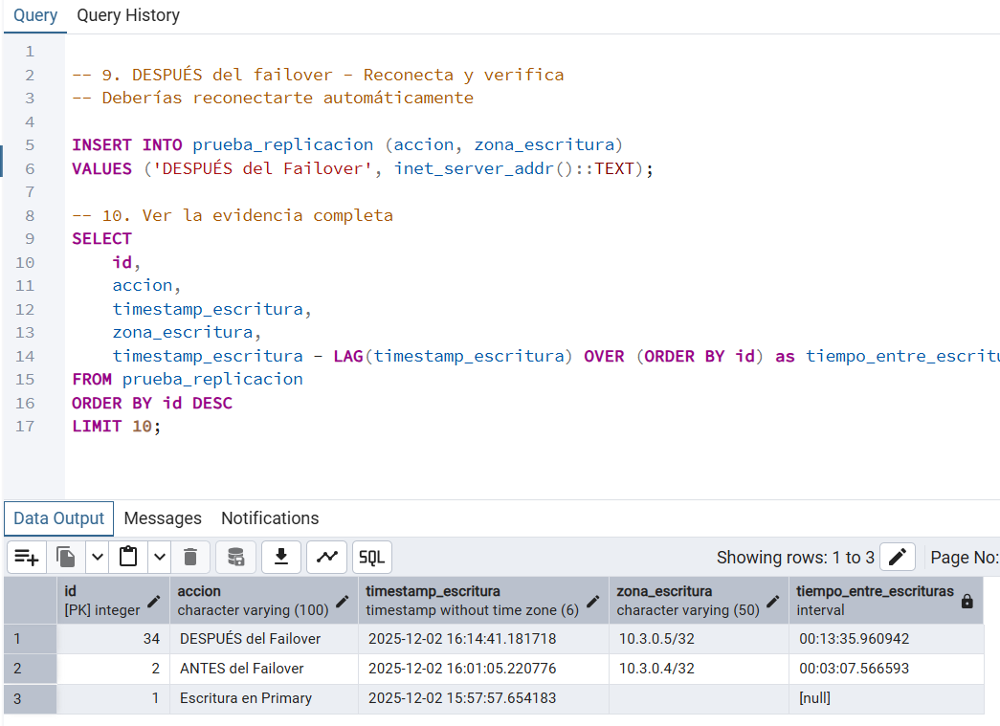 Query Query History
1
2 -- 9. DESPUÉS del failover - Reconecta y verifica
3 -- Deberías reconectarte automáticamente
4
5 INSERT INTO prueba_replicacion (accion, zona_escritura)
6 VALUES ('DESPUÉS del Failover', inet_server_addr()::TEXT);
7
8 -- 10. Ver la evidencia completa
9 SELECT
10 id,
11 accion,
12 timestamp_escritura,
13 zona_escritura,
14 timestamp_escritura - LAG(timestamp_escritura) OVER (ORDER BY id) as tiempo_entre_escritu
15 FROM prueba_replicacion
16 ORDER BY id DESC
17 LIMIT 10;
Data Output Messages Notifications
SQL Showing rows: 1 to 3 Page No:
id accion timestamp_escritura zona_escritura tiempo_entre_escrituras
[PK] integer character varying (100) timestamp without time zone (6) character varying (50) interval
1 34 DESPUÉS del Failover 2025-12-02 16:14:41.181718 10.3.0.5/32 00:13:35.960942
2 2 ANTES del Failover 2025-12-02 16:01:05.220776 10.3.0.4/32 00:03:07.566593
3 1 Escritura en Primary 2025-12-02 15:57:57.654183 [null]